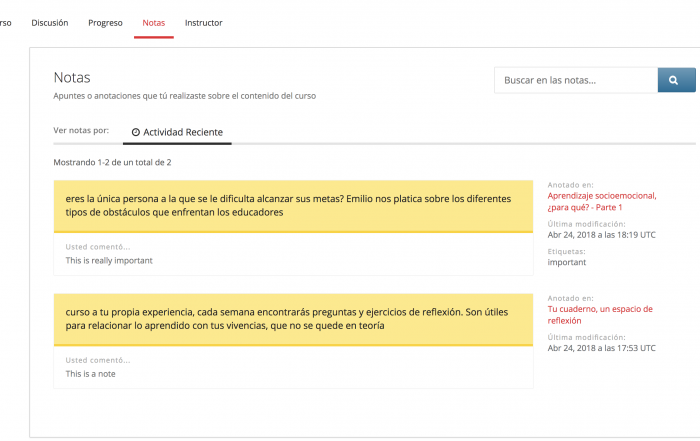 rso Discusión Progreso Notas Instructor
Notas
Buscar en las notas...
Apuntes o anotaciones que tú realizaste sobre el contenido del curso
Ver notas por: Actividad Reciente
Mostrando 1-2 de un total de 2
eres la única persona a la que se le dificulta alcanzar sus metas? Emilio nos platica sobre los diferentes
tipos de obstáculos que enfrentan los educadores
Usted comentó...
This is really important
Anotado en:
Aprendizaje socioemocional,
¿para qué? - Parte 1
Última modificación:
Abr 24, 2018 a las 18:19 UTC
Etiquetas:
important
curso a tu propia experiencia, cada semana encontrarás preguntas y ejercicios de reflexión. Son útiles
para relacionar lo aprendido con tus vivencias, que no se quede en teoría
Usted comentó...
This is a note
Anotado en:
Tu cuaderno, un espacio de
reflexión
Última modificación:
Abr 24, 2018 a las 17:53 UTC